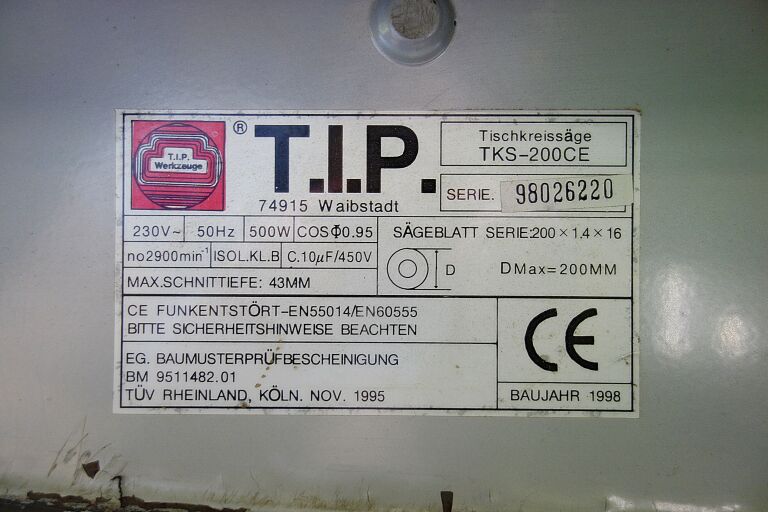 T.I.P.
Werkzeuge
® T.I.P.
74915 Waibstadt
Tischkreissäge
TKS-200CE
SERIE. 98026220
230V~ 50Hz 500W COSΦ0.95
no2900min⁻¹ ISOL.KL.B C.10µF/450V
MAX.SCHNITTIEFE: 43MM
SÄGEBLATT SERIE:200×1,4×16
D DMax=200MM
CE FUNKENTSTÖRT-EN55014/EN60555
BITTE SICHERHEITSHINWEISE BEACHTEN
EG. BAUMUSTERPRÜFBESCHEINIGUNG
BM 9511482.01
TÜV RHEINLAND, KÖLN. NOV. 1995
CE
BAUJAHR 1998